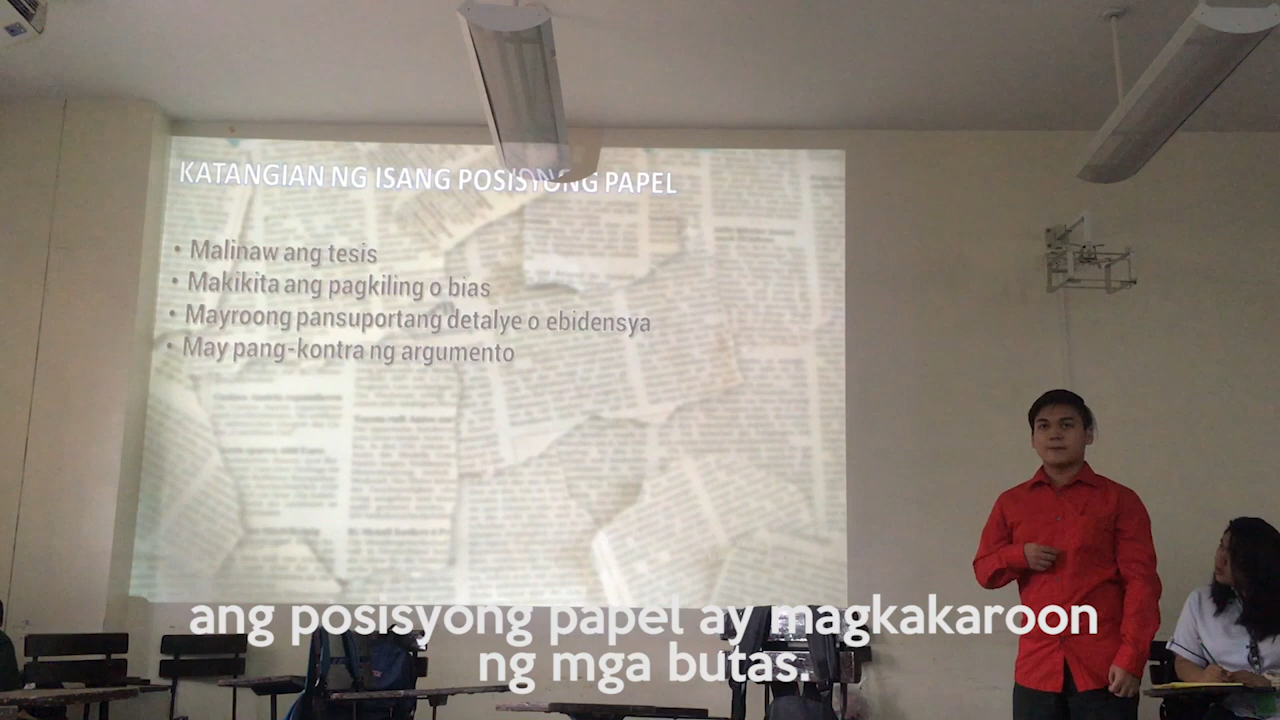 KATANGIAN NG ISANG POSISYONG PAPEL
• Malinaw ang tesis
• Makikita ang pagkiling o bias
• Mayroong pansuportang detalye o ebidensya
• May pang-kontra ng argumento
ang posisyong papel ay magkakaroon
ng mga butas.